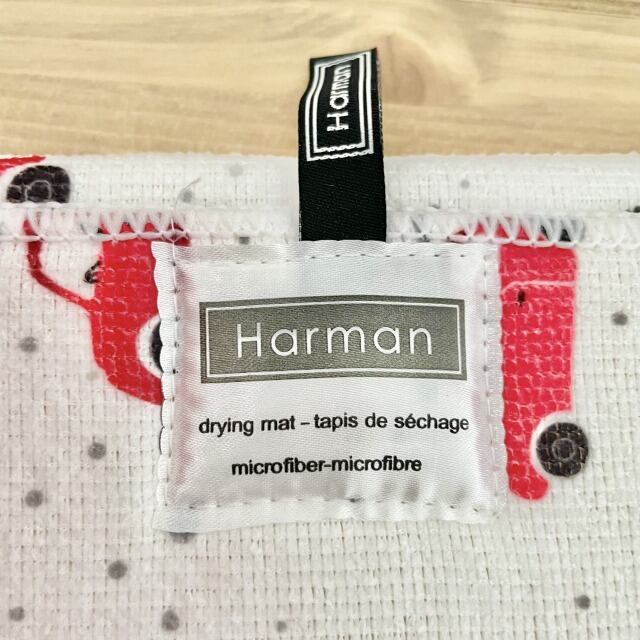 Harman
Harman
drying mat – tapis de séchage
microfiber-microfibre